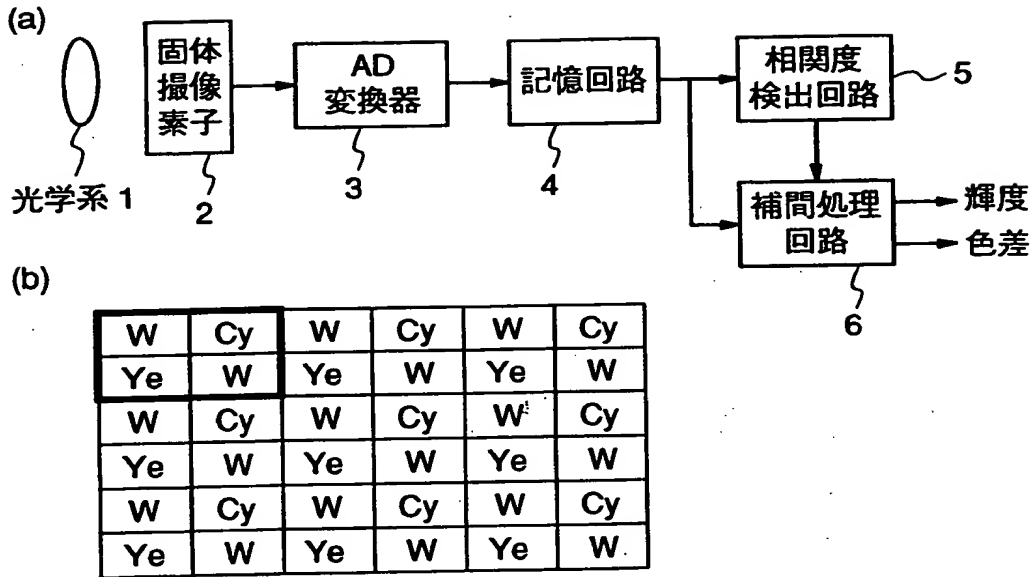 (a)
固体
撮像
素子
AD
変換器
記憶回路
相関度
検出回路
5
光学系 1
2
3
4
補間処理
回路
輝度
色差
6
(b)
W Cy W Cy W Cy
Ye W Ye W Ye W
W Cy W Cy W Cy
Ye W Ye W Ye W
W Cy W Cy W Cy
Ye W Ye W Ye W